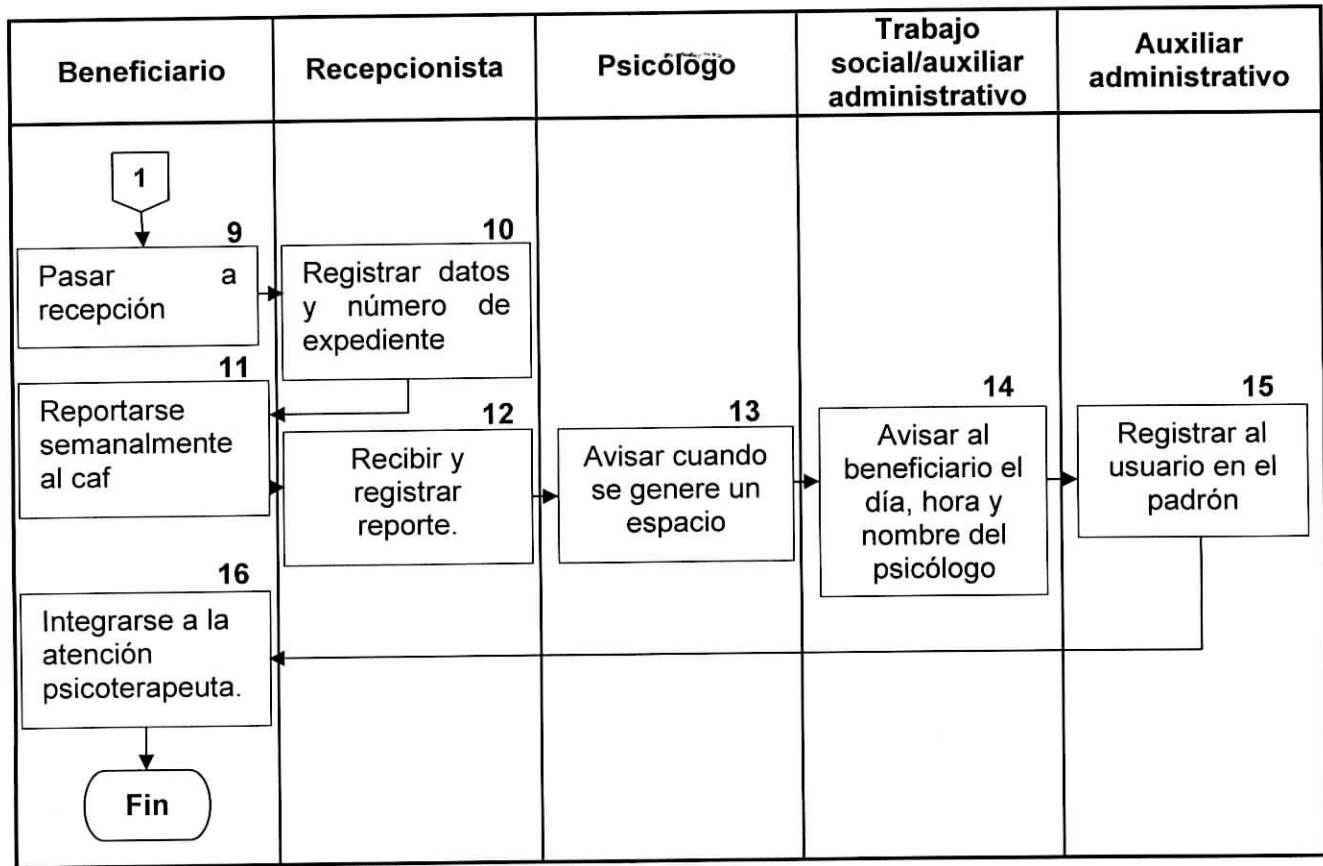 Beneficiario
Recepcionista
Psicólogo
Trabajo
social/auxiliar
administrativo
Auxiliar
administrativo
1
9
Pasar a
recepción
10
Registrar datos
y número de
expediente
11
Reportarse
semanalmente
al caf
12
Recibir y
registrar
reporte.
13
Avisar cuando
se genere un
espacio
14
Avisar al
beneficiario el
día, hora y
nombre del
psicólogo
15
Registrar al
usuario en el
padrón
16
Integrarse a la
atención
psicoterapeuta.
Fin